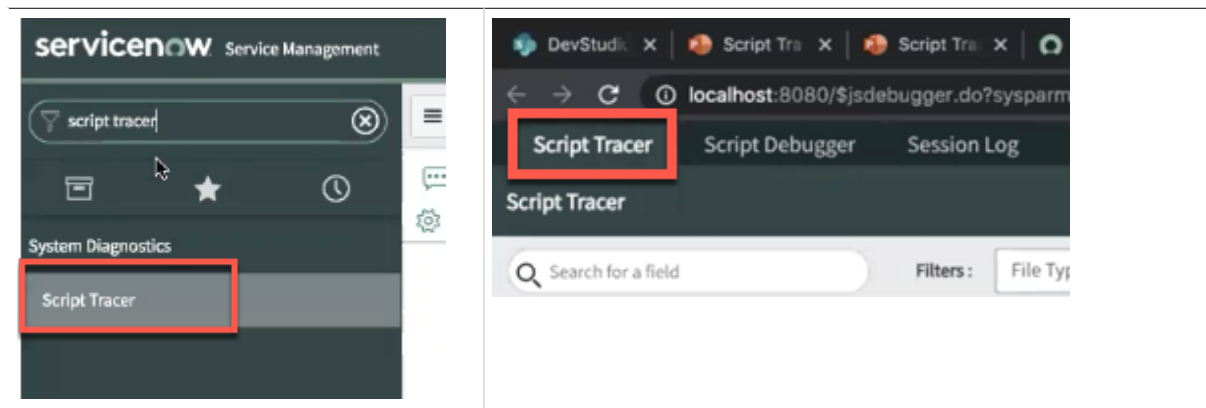 servicenow Service Management
script tracer
System Diagnostics
Script Tracer
DevStudi Script Tra Script Tra
localhost:8080/$jsdebugger.do?sysparm
Script Tracer Script Debugger Session Log
Script Tracer
Search for a field Filters : File Typ